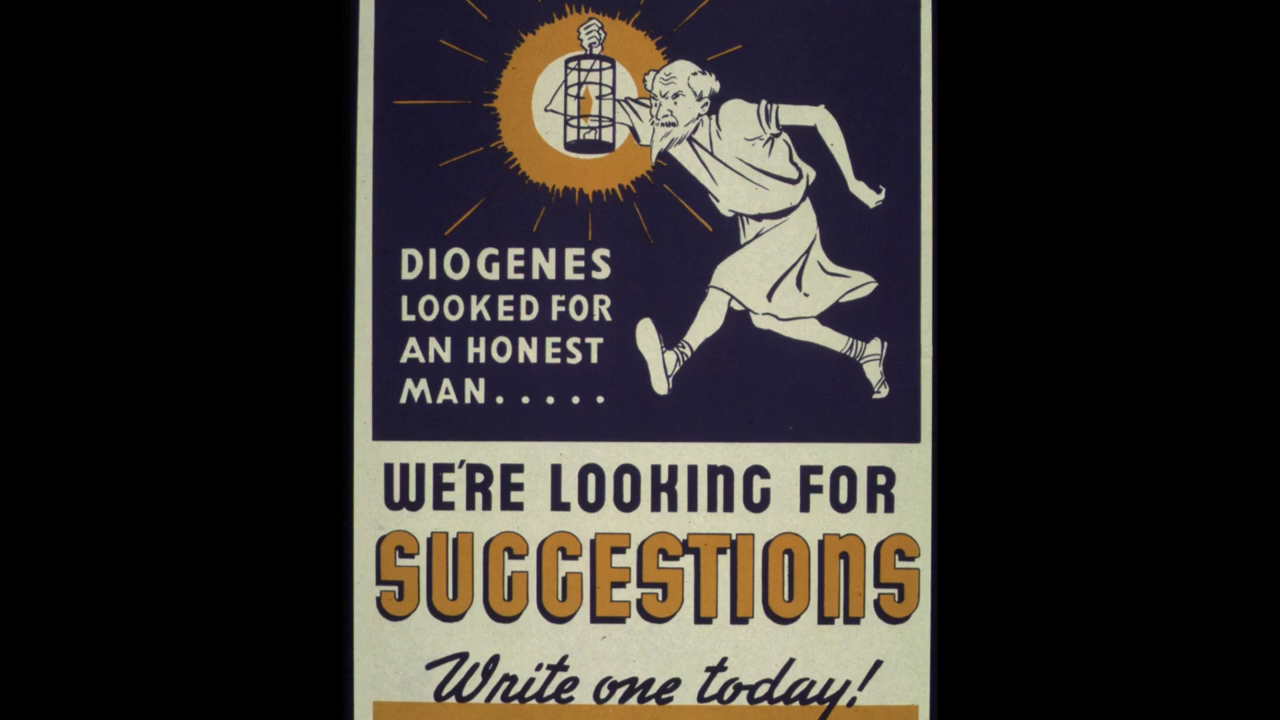 DIOGENES
LOOKED FOR
AN HONEST
MAN.....
WE'RE LOOKING FOR
SUGGESTIONS
Write one today!